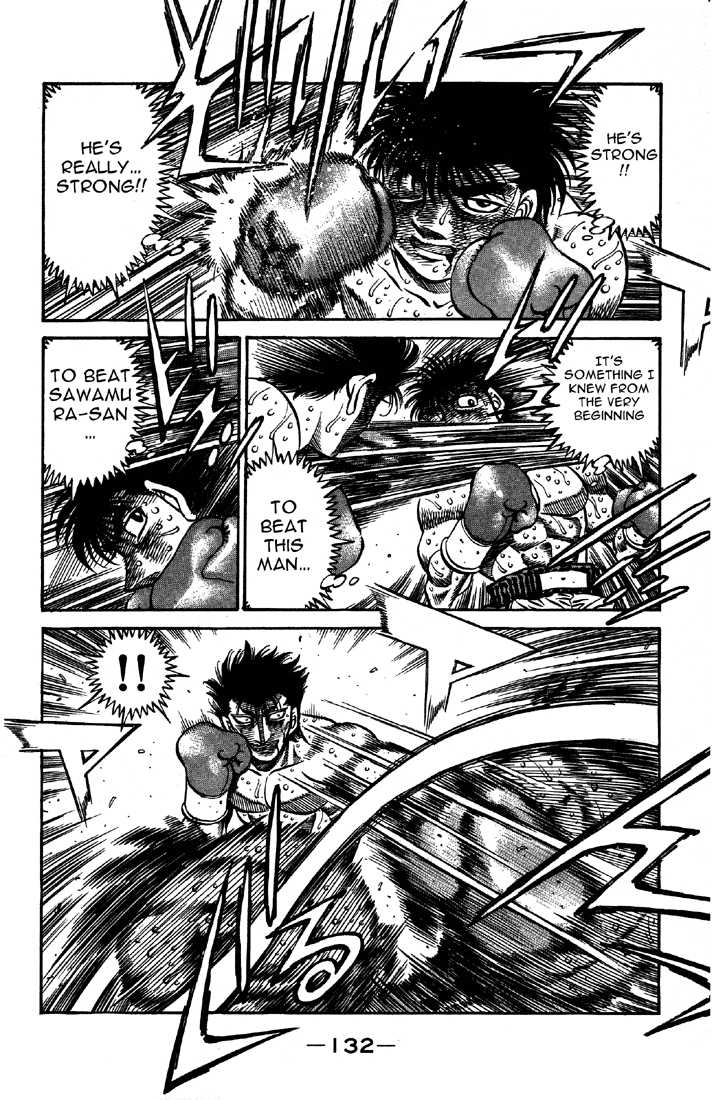 HE'S
STRONG
!!
HE'S
REALLY...
STRONG!!
IT'S
SOMETHING I
KNEW FROM
THE VERY
BEGINNING
TO
BEAT
THIS
MAN...
TO BEAT
SAWAMU
RA-SAN
...
!!
—132—